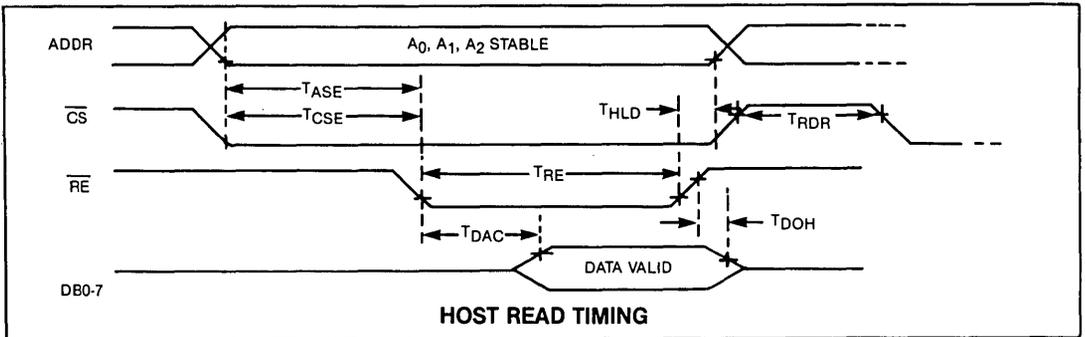 ADDR
A0, A1, A2 STABLE
TASE
CS
TCSE
THLD
TRDR
RE
TRE
TDAC
TDOH
DB0-7
DATA VALID
HOST READ TIMING